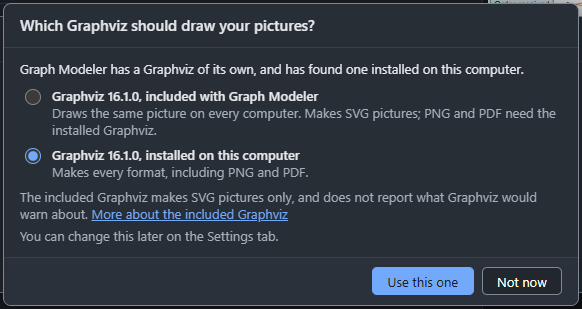 Which Graphviz should draw your pictures?
Graph Modeler has a Graphviz of its own, and has found one installed on this computer.
Graphviz 16.1.0, included with Graph Modeler
Draws the same picture on every computer. Makes SVG pictures; PNG and PDF need the
installed Graphviz.
Graphviz 16.1.0, installed on this computer
Makes every format, including PNG and PDF.
The included Graphviz makes SVG pictures only, and does not report what Graphviz would
warn about. More about the included Graphviz
You can change this later on the Settings tab.
Use this one
Not now